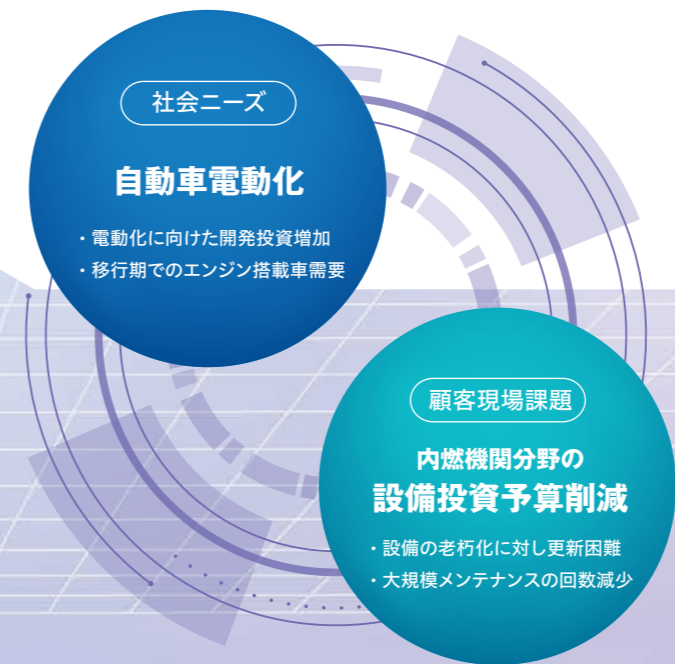 社会ニーズ
自動車電動化
・電動化に向けた開発投資増加
・移行期でのエンジン搭載車需要
顧客現場課題
内燃機関分野の
設備投資予算削減
・設備の老朽化に対し更新困難
・大規模メンテナンスの回数減少